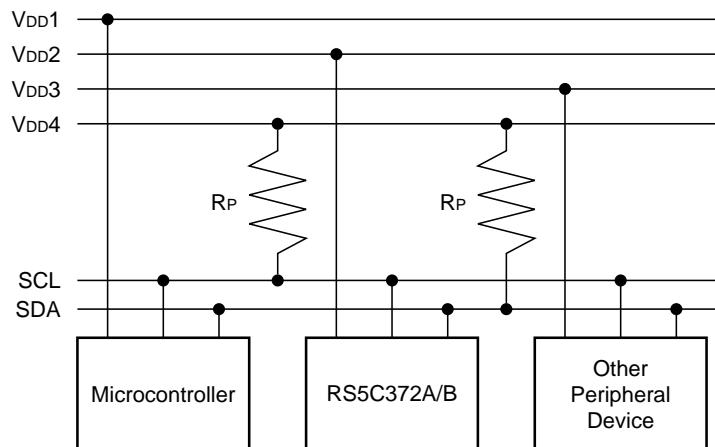 VDD1
VDD2
VDD3
VDD4
RP
RP
SCL
SDA
Microcontroller
RS5C372A/B
Other
Peripheral
Device